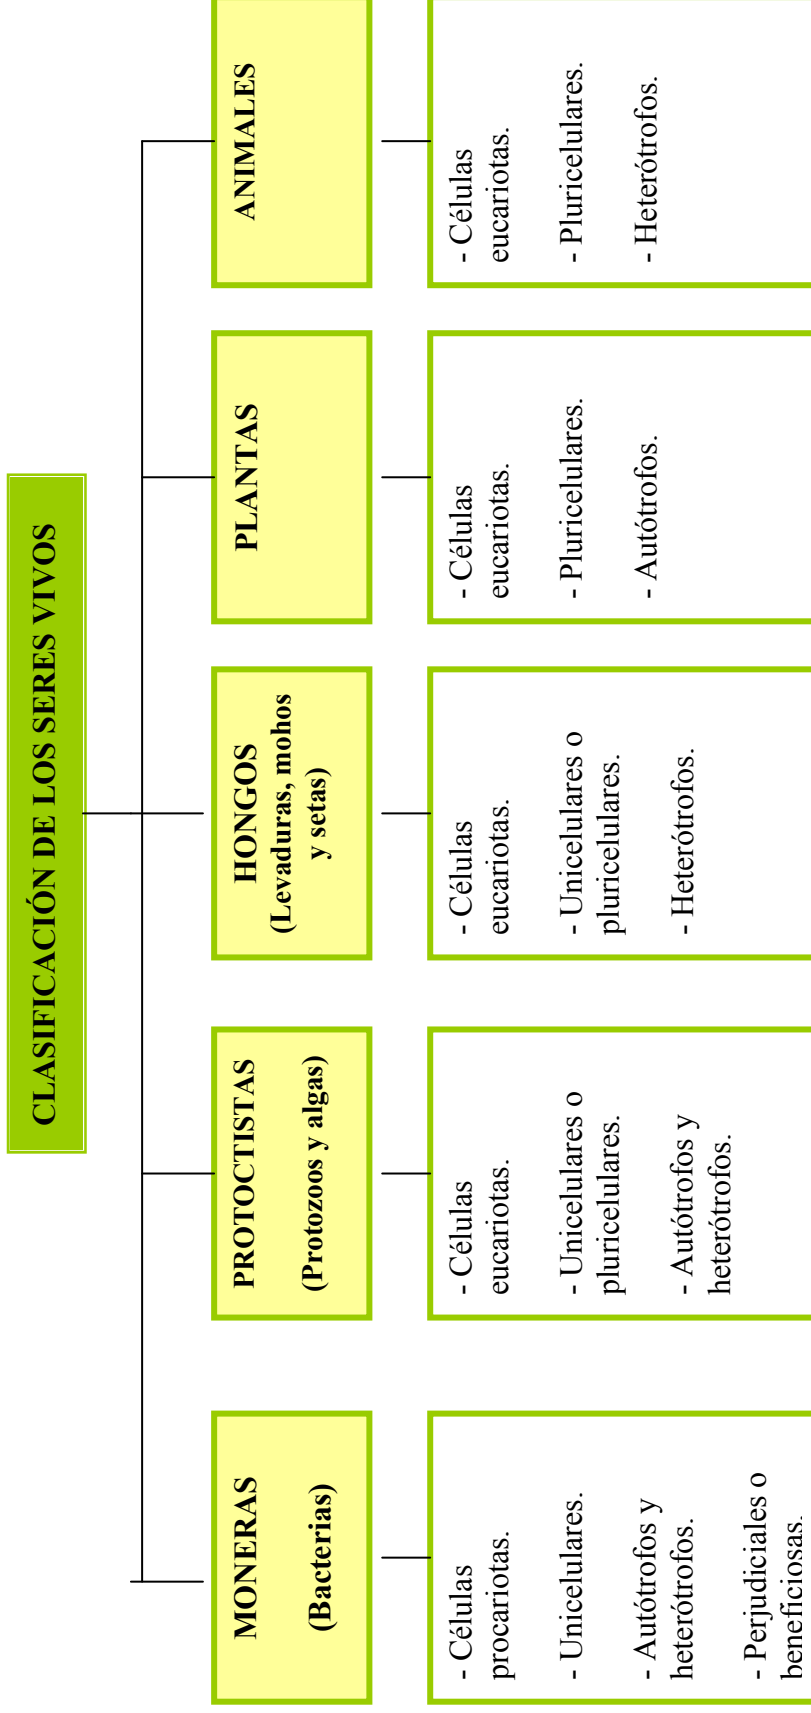 CLASIFICACIÓN DE LOS SERES VIVOS
MONERAS
(Bacterias)
- Células
procariotas.
- Unicelulares.
- Autótrofos y
heterótrofos.
- Perjudiciales o
beneficiosas.
PROTOCTISTAS
(Protozoos y algas)
- Células
eucariotas.
- Unicelulares o
pluricelulares.
- Autótrofos y
heterótrofos.
HONGOS
(Levaduras, mohos
y setas)
- Células
eucariotas.
- Unicelulares o
pluricelulares.
- Heterótrofos.
PLANTAS
- Células
eucariotas.
- Pluricelulares.
- Autótrofos.
ANIMALES
- Células
eucariotas.
- Pluricelulares.
- Heterótrofos.